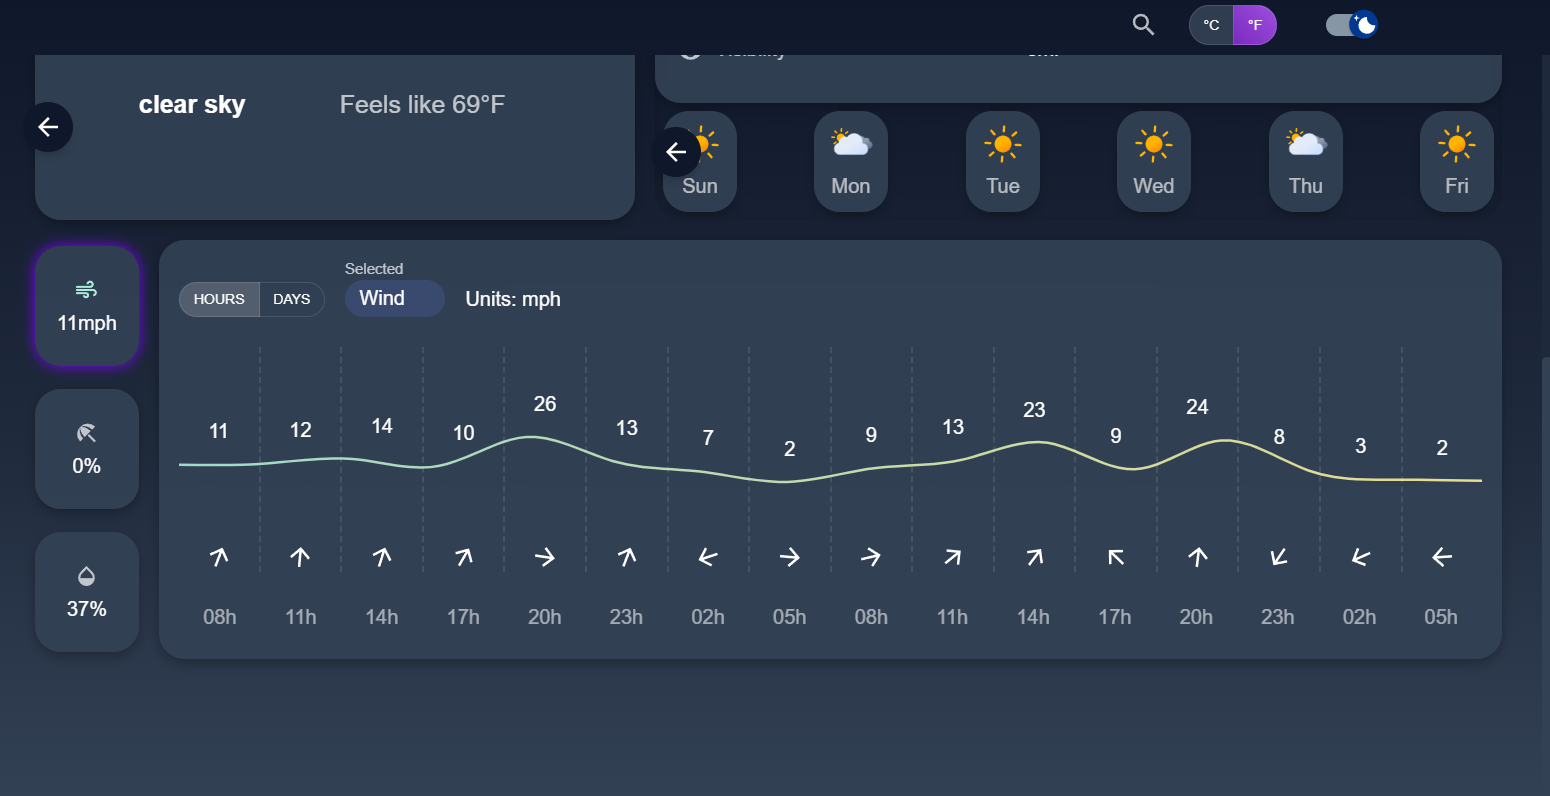 °C °F
clear sky Feels like 69°F
Sun Mon Tue Wed Thu Fri
11mph
0%
37%
Selected
HOURS DAYS Wind Units: mph
11 12 14 10 26 13 7 2 9 13 23 9 24 8 3 2
08h 11h 14h 17h 20h 23h 02h 05h 08h 11h 14h 17h 20h 23h 02h 05h